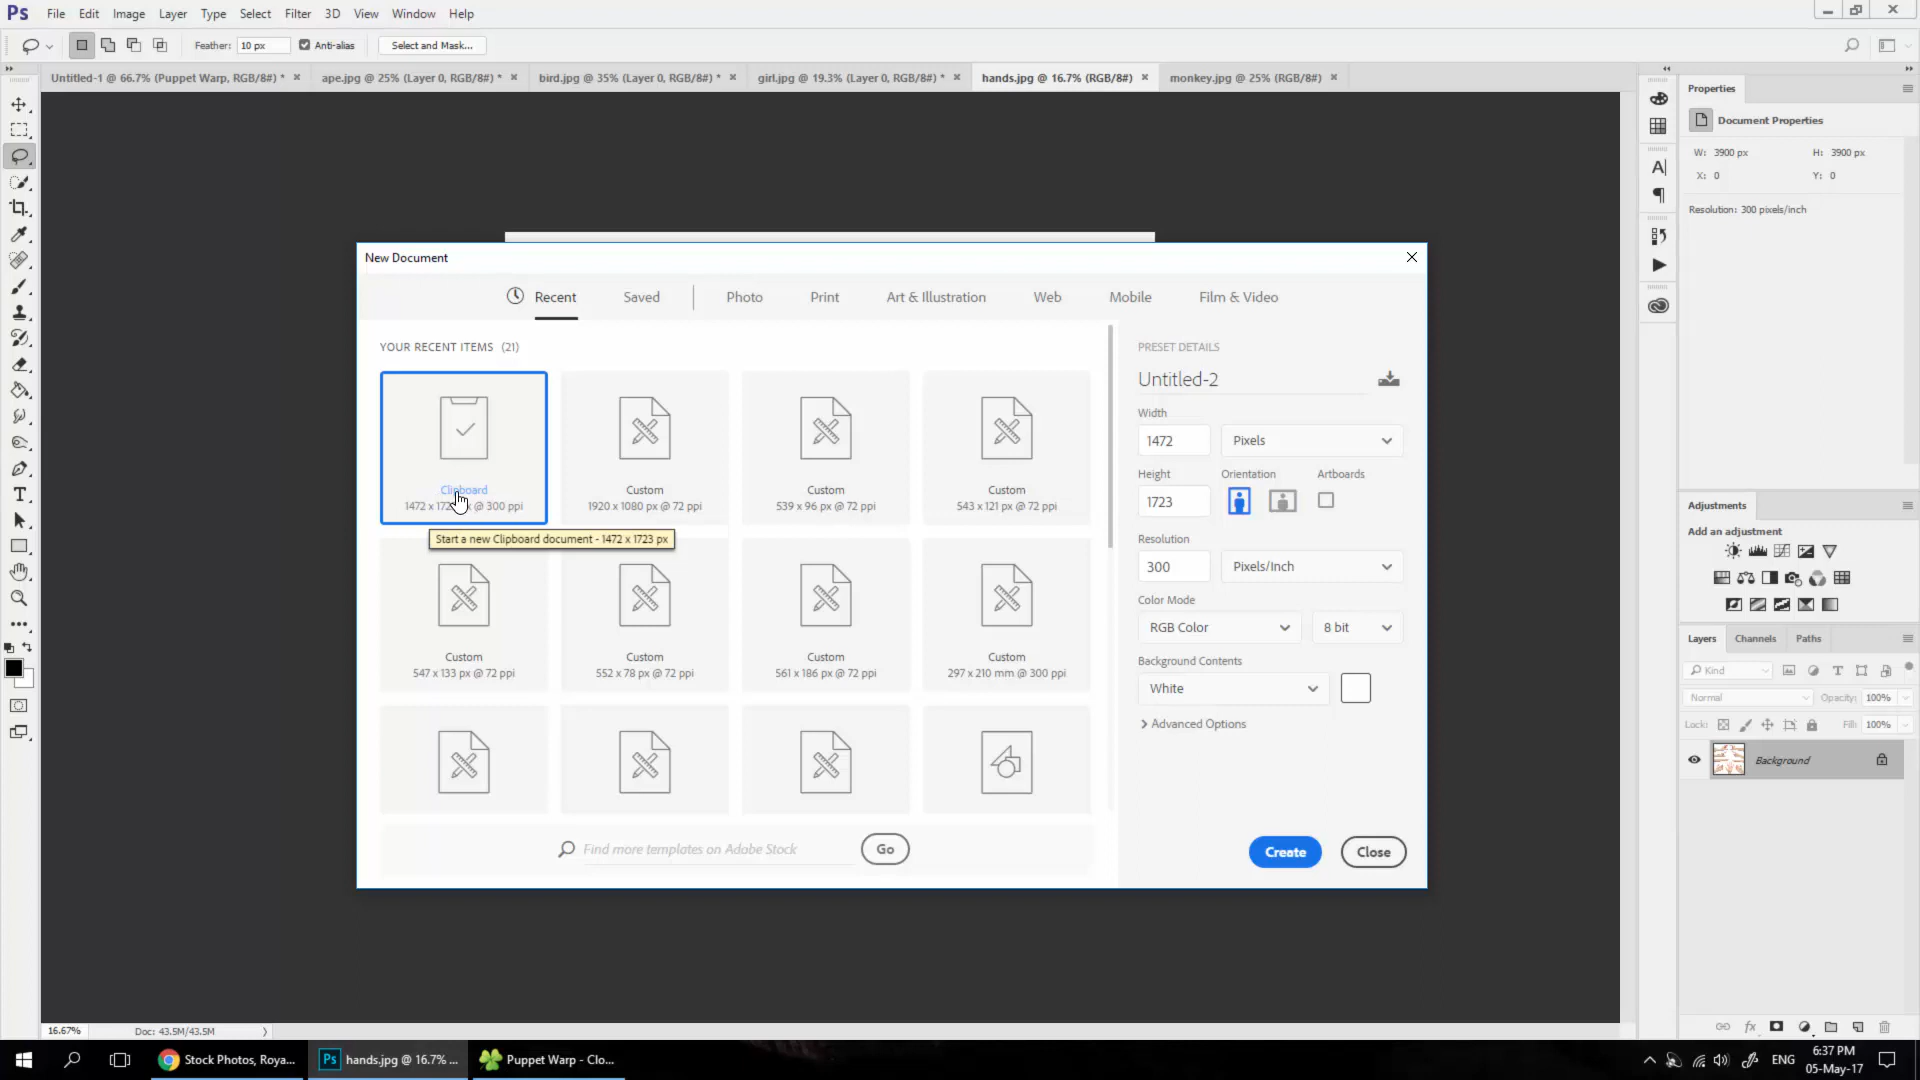 Ps File Edit Image Layer Type Select Filter 3D View Window Help
Feather: 10 px Anti-alias Select and Mask...
Untitled-1 @ 66.7% (Puppet Warp, RGB/8#) * ape.jpg @ 25% (Layer 0, RGB/8#) * bird.jpg @ 35% (Layer 0, RGB/8#) * girl.jpg @ 19.3% (Layer 0, RGB/8#) * hands.jpg @ 16.7% (RGB/8#) monkey.jpg @ 25% (RGB/8#)
Properties
Document Properties
W: 3900 px H: 3900 px
X: 0 Y: 0
Resolution: 300 pixels/inch
New Document
Recent Saved Photo Print Art & Illustration Web Mobile Film & Video
YOUR RECENT ITEMS (21)
Clipboard
@ 300 ppi
Custom
1920 x 1080 px @ 72 ppi
Custom
539 x 96 px @ 72 ppi
Custom
543 x 121 px @ 72 ppi
Start a new Clipboard document - 1472 x 1723 px
Custom
547 x 133 px @ 72 ppi
Custom
552 x 78 px @ 72 ppi
Custom
561 x 186 px @ 72 ppi
Custom
297 x 210 mm @ 300 ppi
Find more templates on Adobe Stock Go
PRESET DETAILS
Untitled-2
Width
1472 Pixels
Height Orientation Artboards
1723
Resolution
300 Pixels/Inch
Color Mode
RGB Color 8 bit
Background Contents
White
Advanced Options
Create Close
Adjustments
Add an adjustment
Layers Channels Paths
Kind
Normal Opacity: 100%
Lock: Fill: 100%
Background
16.67% Doc: 43.5M/43.5M
Stock Photos, Roya... Ps hands.jpg @ 16.7% ... Puppet Warp - Clo...
ENG
6:37 PM
05-May-17